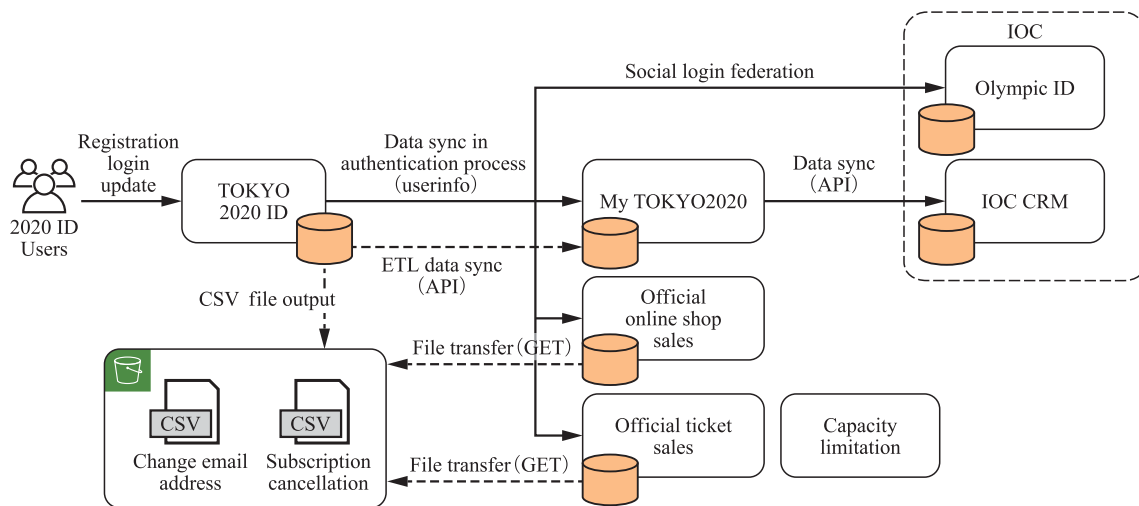 IOC
Social login federation
Olympic ID
Registration
login
update
Data sync in
authentication process
(userinfo)
Data sync
(API)
TOKYO
2020 ID
My TOKYO2020
IOC CRM
2020 ID
Users
ETL data sync
(API)
CSV file output
Official
online shop
sales
File transfer(GET)
CSV
CSV
Change email
address
Subscription
cancellation
Official ticket
sales
Capacity
limitation
File transfer(GET)